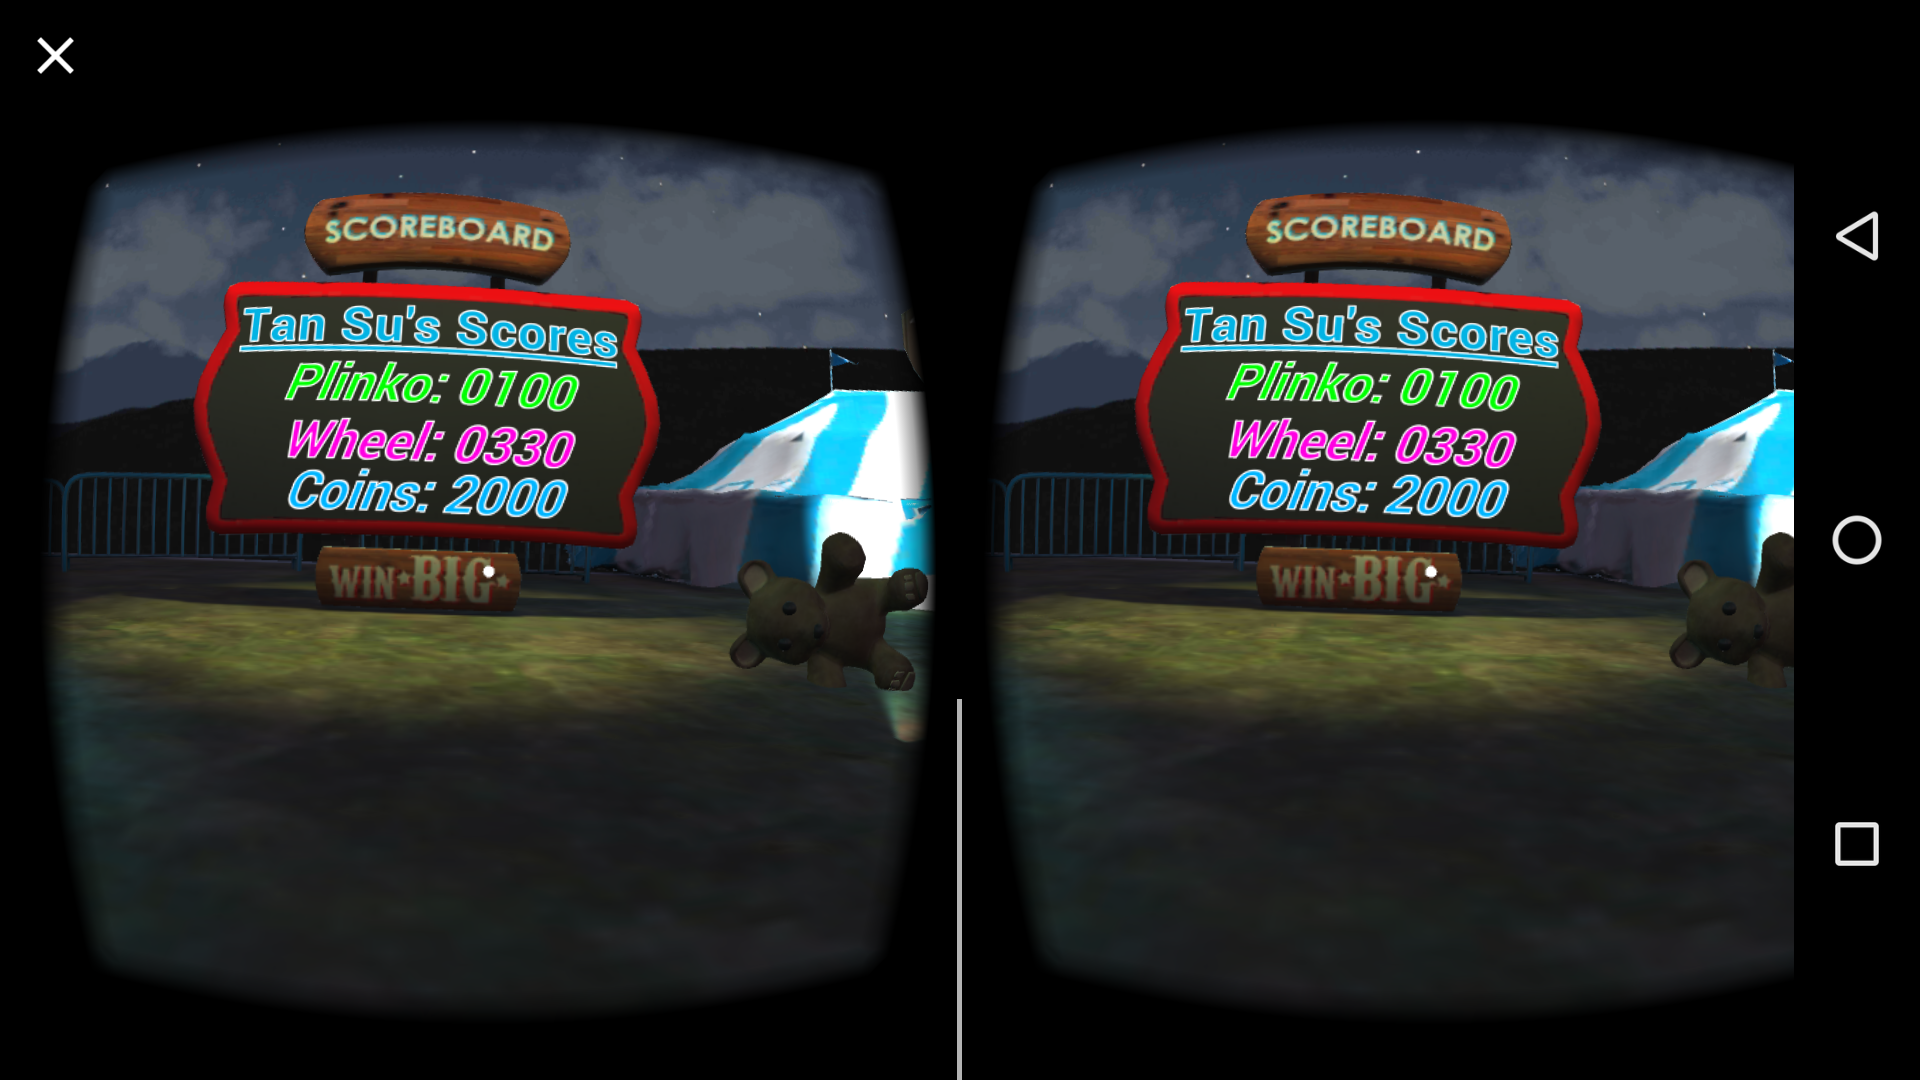 SCOREBOARD
Tan Su's Scores
Plinko: 0100
Wheel: 0330
Coins: 2000
WIN★BIG★
SCOREBOARD
Tan Su's Scores
Plinko: 0100
Wheel: 0330
Coins: 2000
WIN★BIG★